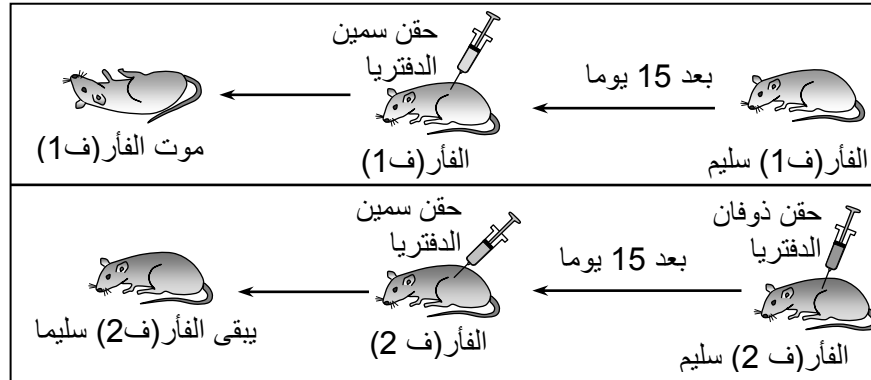 الفأر(ف1) سليم
بعد 15 يوما
حقن سمين
الدفتريا
الفأر(ف1)
موت الفأر(ف1)
حقن ذوفان
الدفتريا
الفأر(ف 2) سليم
بعد 15 يوما
حقن سمين
الدفتريا
الفأر(ف 2)
يبقى الفأر(ف2) سليما